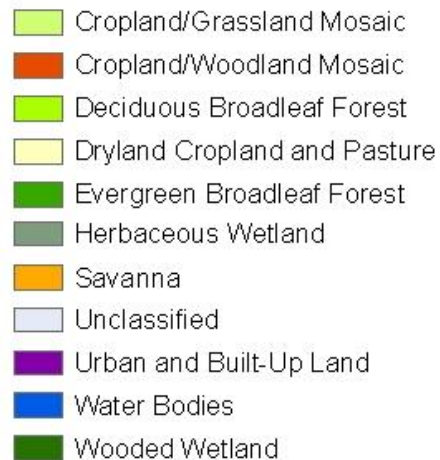 Cropland/Grassland Mosaic
Cropland/Woodland Mosaic
Deciduous Broadleaf Forest
Dryland Cropland and Pasture
Evergreen Broadleaf Forest
Herbaceous Wetland
Savanna
Unclassified
Urban and Built-Up Land
Water Bodies
Wooded Wetland